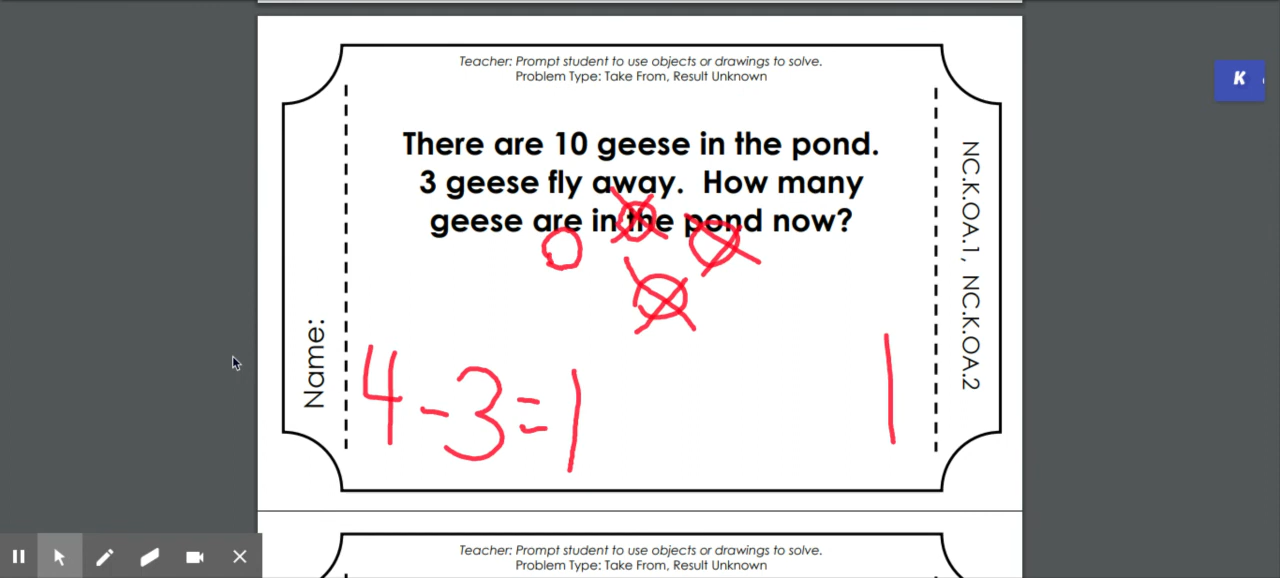 Teacher: Prompt student to use objects or drawings to solve.
Problem Type: Take From, Result Unknown
There are 10 geese in the pond.
3 geese fly away. How many
geese are in the pond now?
4 - 3 = 1
1
Name:
NC.K.OA.1, NC.K.OA.2
K
Teacher: Prompt student to use objects or drawings to solve.
Problem Type: Take From, Result Unknown